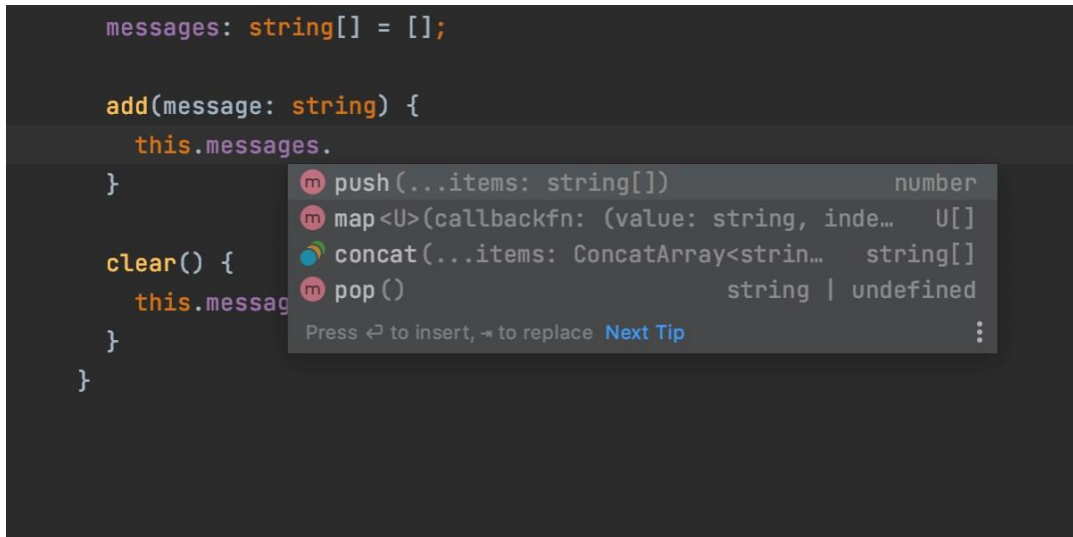 messages: string[] = [];
add(message: string) {
this.messages.
}
push(...items: string[]) number
map<U>(callbackfn: (value: string, inde… U[]
concat(...items: ConcatArray<strin… string[]
pop() string | undefined
Press ⏎ to insert, ⇥ to replace Next Tip
clear() {
this.messag
}
}